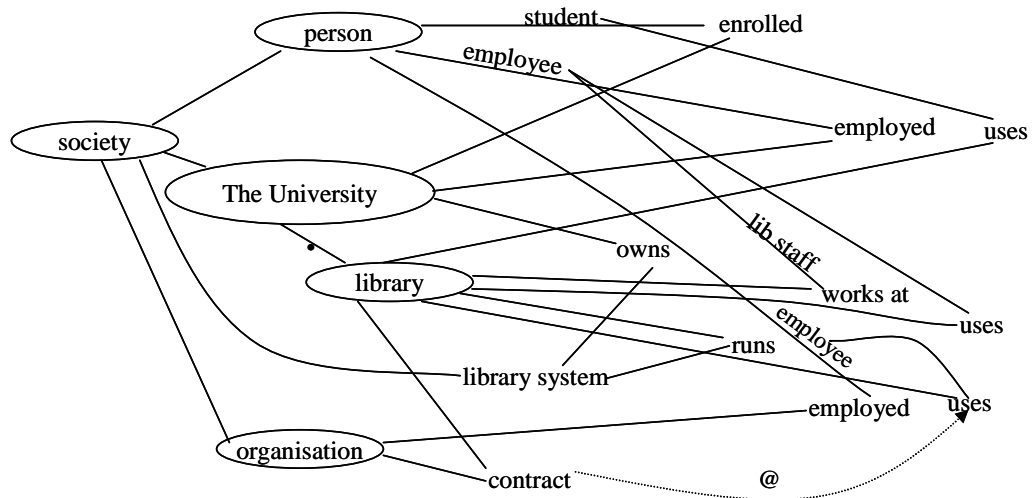 person
student
enrolled
employee
society
employed
uses
The University
owns
lib staff
library
works at
employee
uses
runs
library system
employed
uses
organisation
contract
@